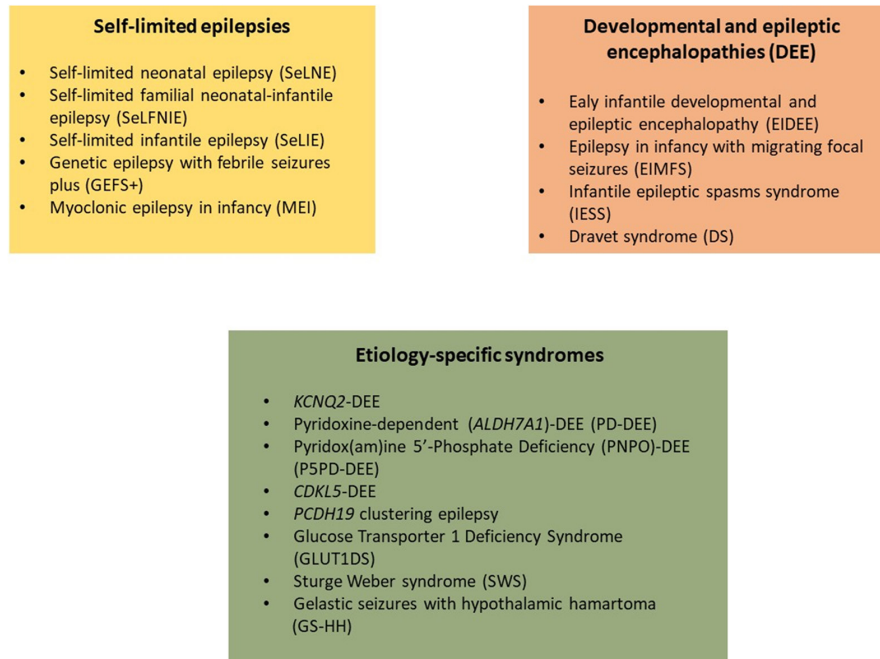 Self-limited epilepsies
• Self-limited neonatal epilepsy (SeLNE)
• Self-limited familial neonatal-infantile
epilepsy (SeLFNIE)
• Self-limited infantile epilepsy (SeLIE)
• Genetic epilepsy with febrile seizures
plus (GEFS+)
• Myoclonic epilepsy in infancy (MEI)
Developmental and epileptic
encephalopathies (DEE)
• Ealy infantile developmental and
epileptic encephalopathy (EIDEE)
• Epilepsy in infancy with migrating focal
seizures (EIMFS)
• Infantile epileptic spasms syndrome
(IESS)
• Dravet syndrome (DS)
Etiology-specific syndromes
• KCNQ2-DEE
• Pyridoxine-dependent (ALDH7A1)-DEE (PD-DEE)
• Pyridox(am)ine 5’-Phosphate Deficiency (PNPO)-DEE
(P5PD-DEE)
• CDKL5-DEE
• PCDH19 clustering epilepsy
• Glucose Transporter 1 Deficiency Syndrome
(GLUT1DS)
• Sturge Weber syndrome (SWS)
• Gelastic seizures with hypothalamic hamartoma
(GS-HH)